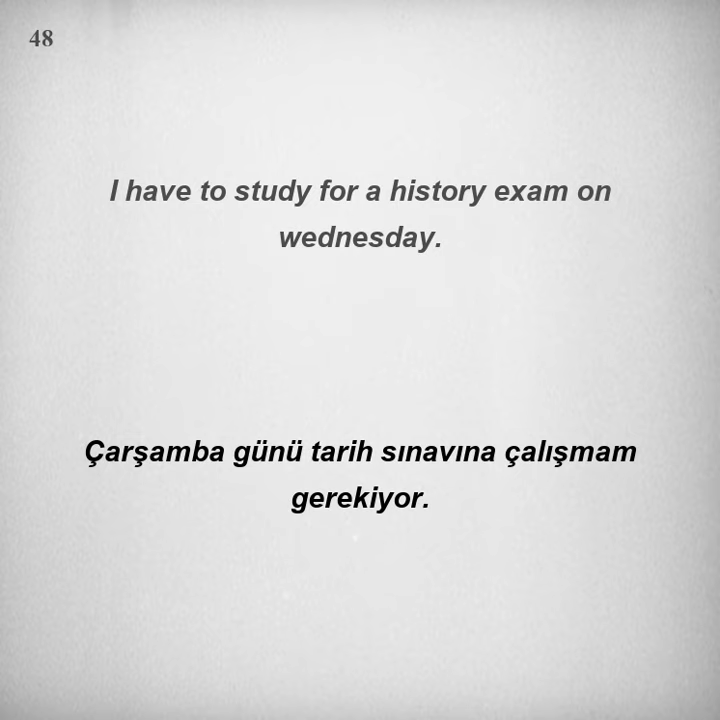 48
I have to study for a history exam on
wednesday.
Çarşamba günü tarih sınavına çalışmam
gerekiyor.